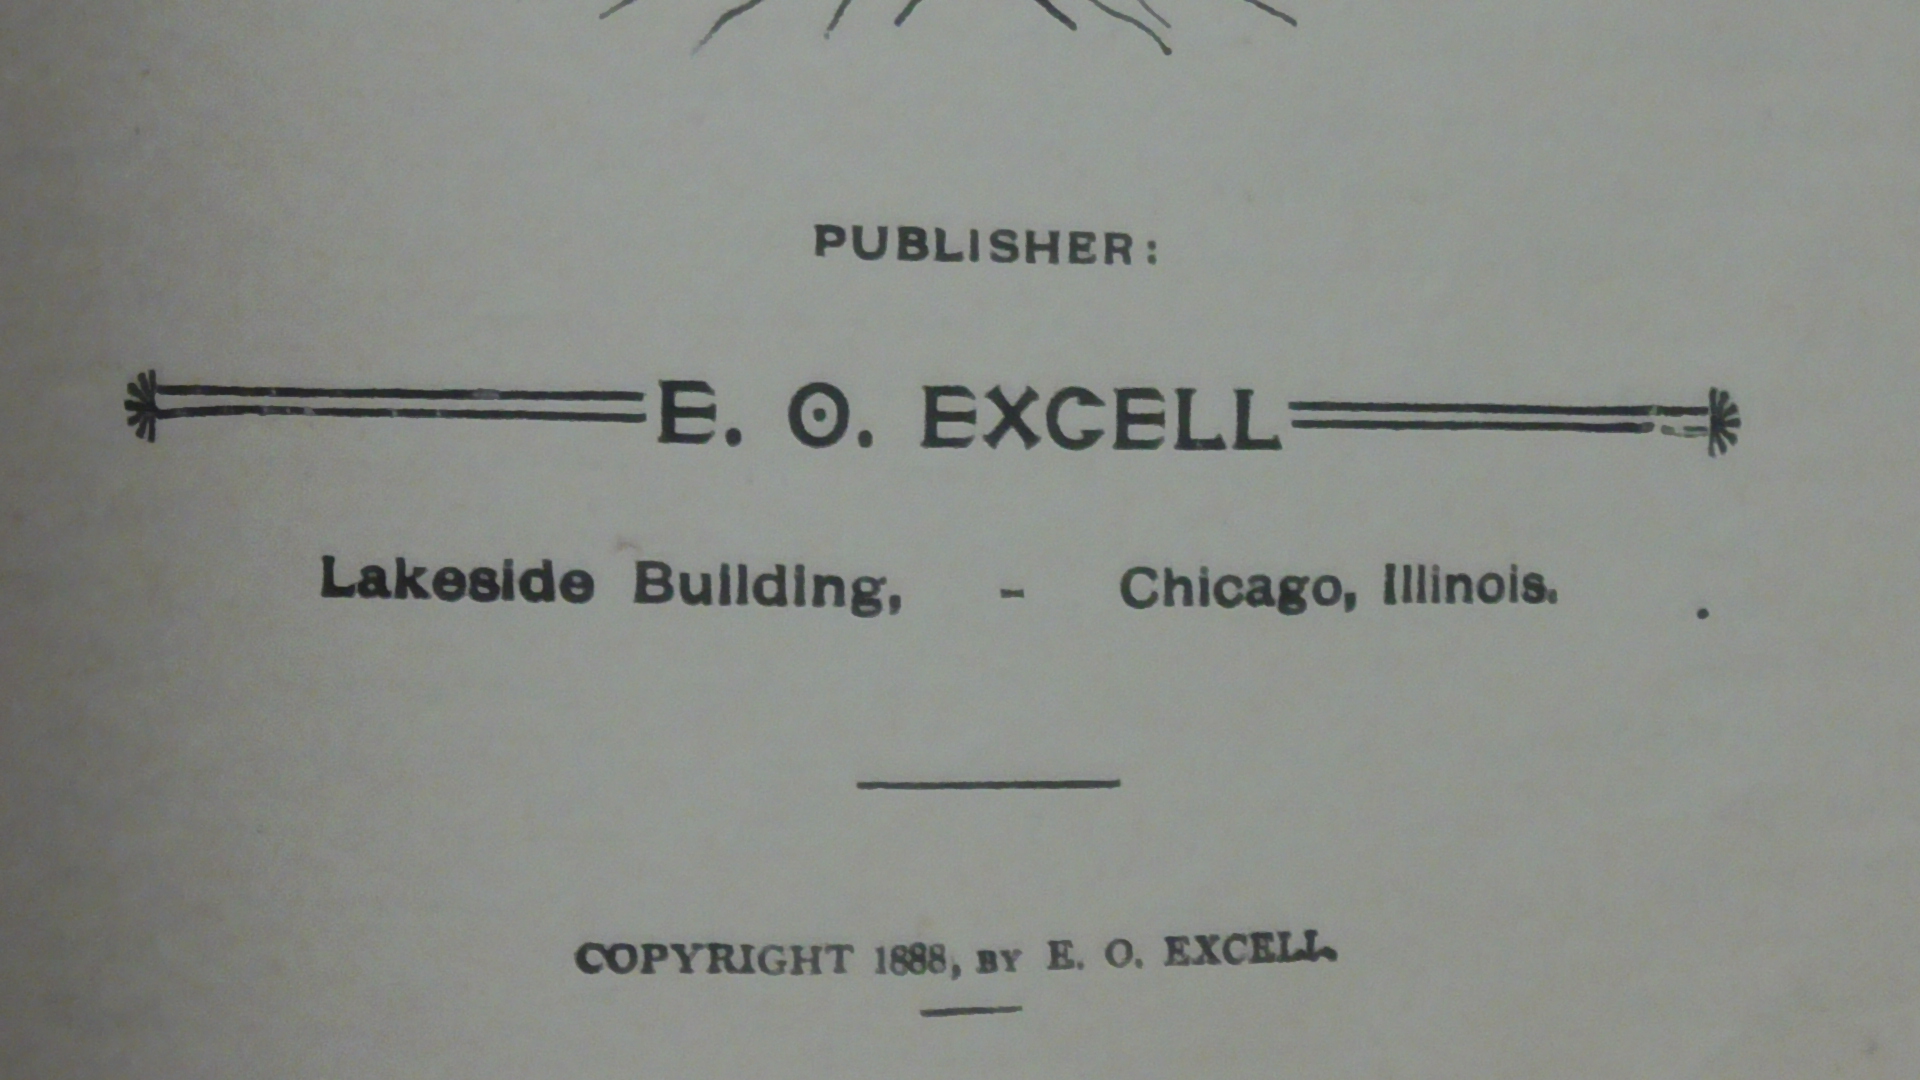 PUBLISHER:
E. O. EXCELL
Lakeside Building, - Chicago, Illinois.
COPYRIGHT 1888, BY E. O. EXCELL.